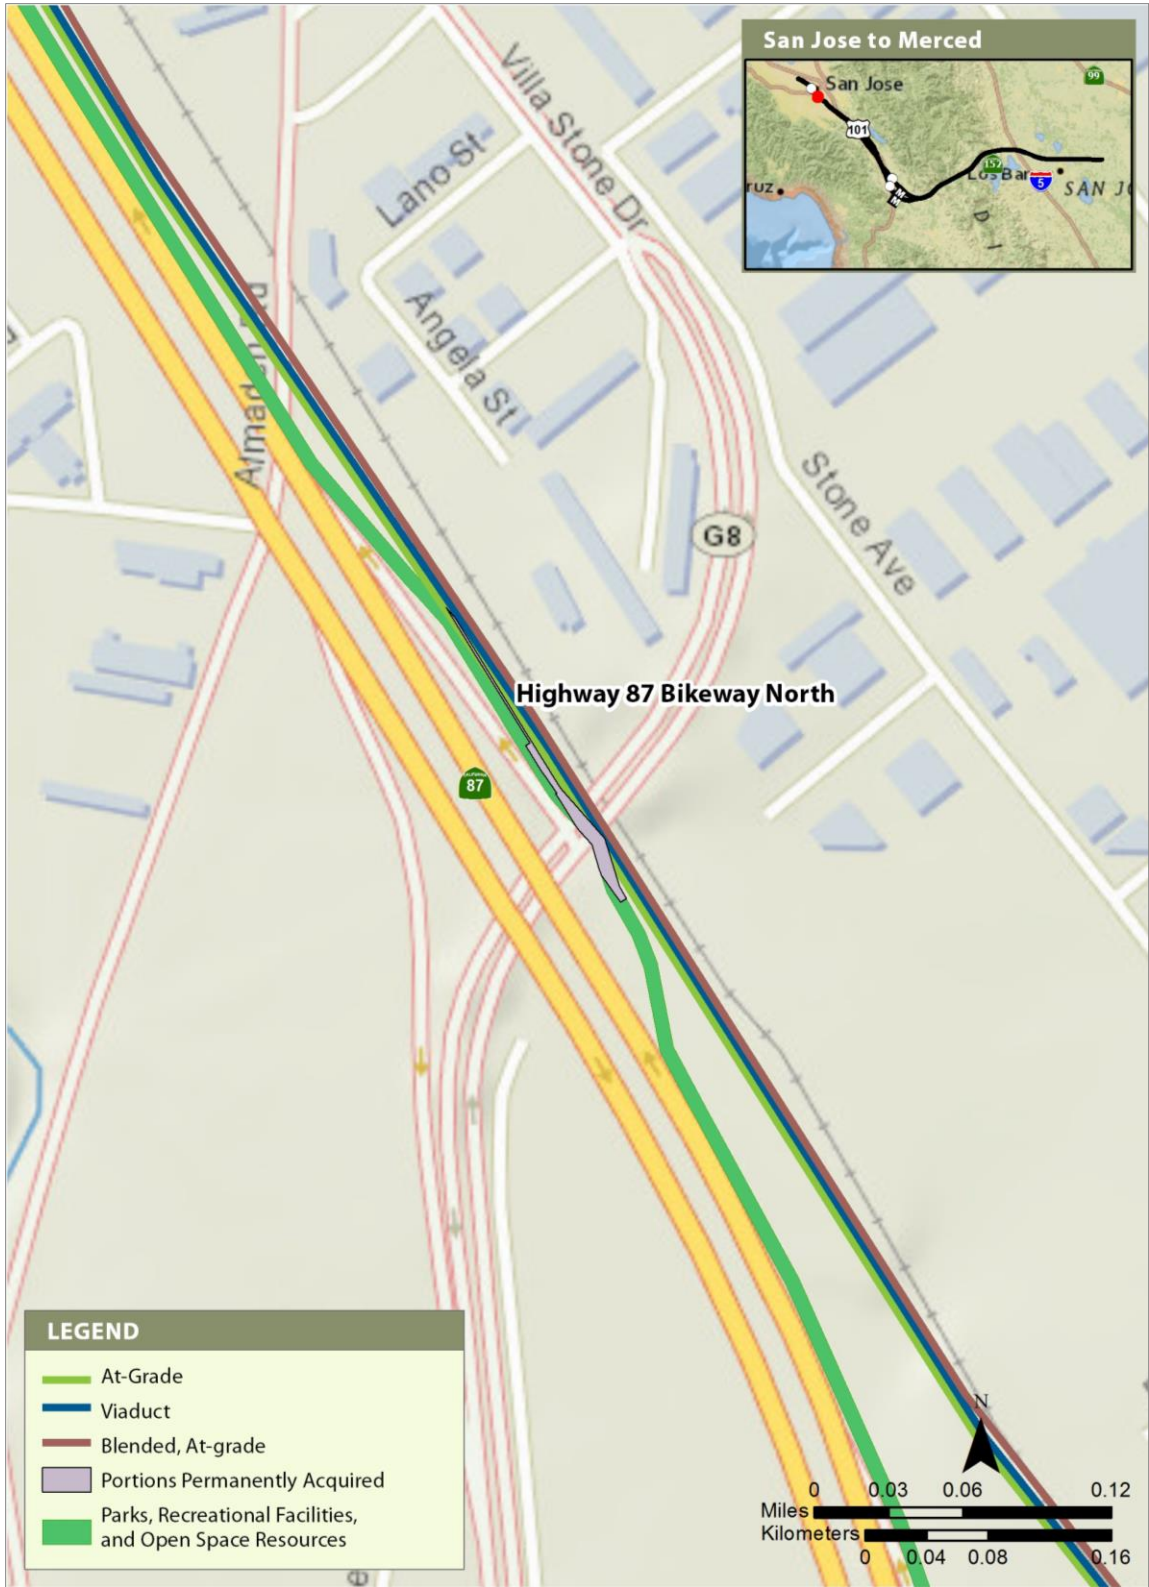 San Jose to Merced
San Jose
99
101
152
Los Ban
5
SAN JO
ruz
D I
Villa Stone Dr
Lano St
Angela St
Almaden Rd
Stone Ave
G8
Highway 87 Bikeway North
87
LEGEND
At-Grade
Viaduct
Blended, At-grade
Portions Permanently Acquired
Parks, Recreational Facilities,
and Open Space Resources
N
0 0.03 0.06 0.12
Miles
Kilometers
0 0.04 0.08 0.16